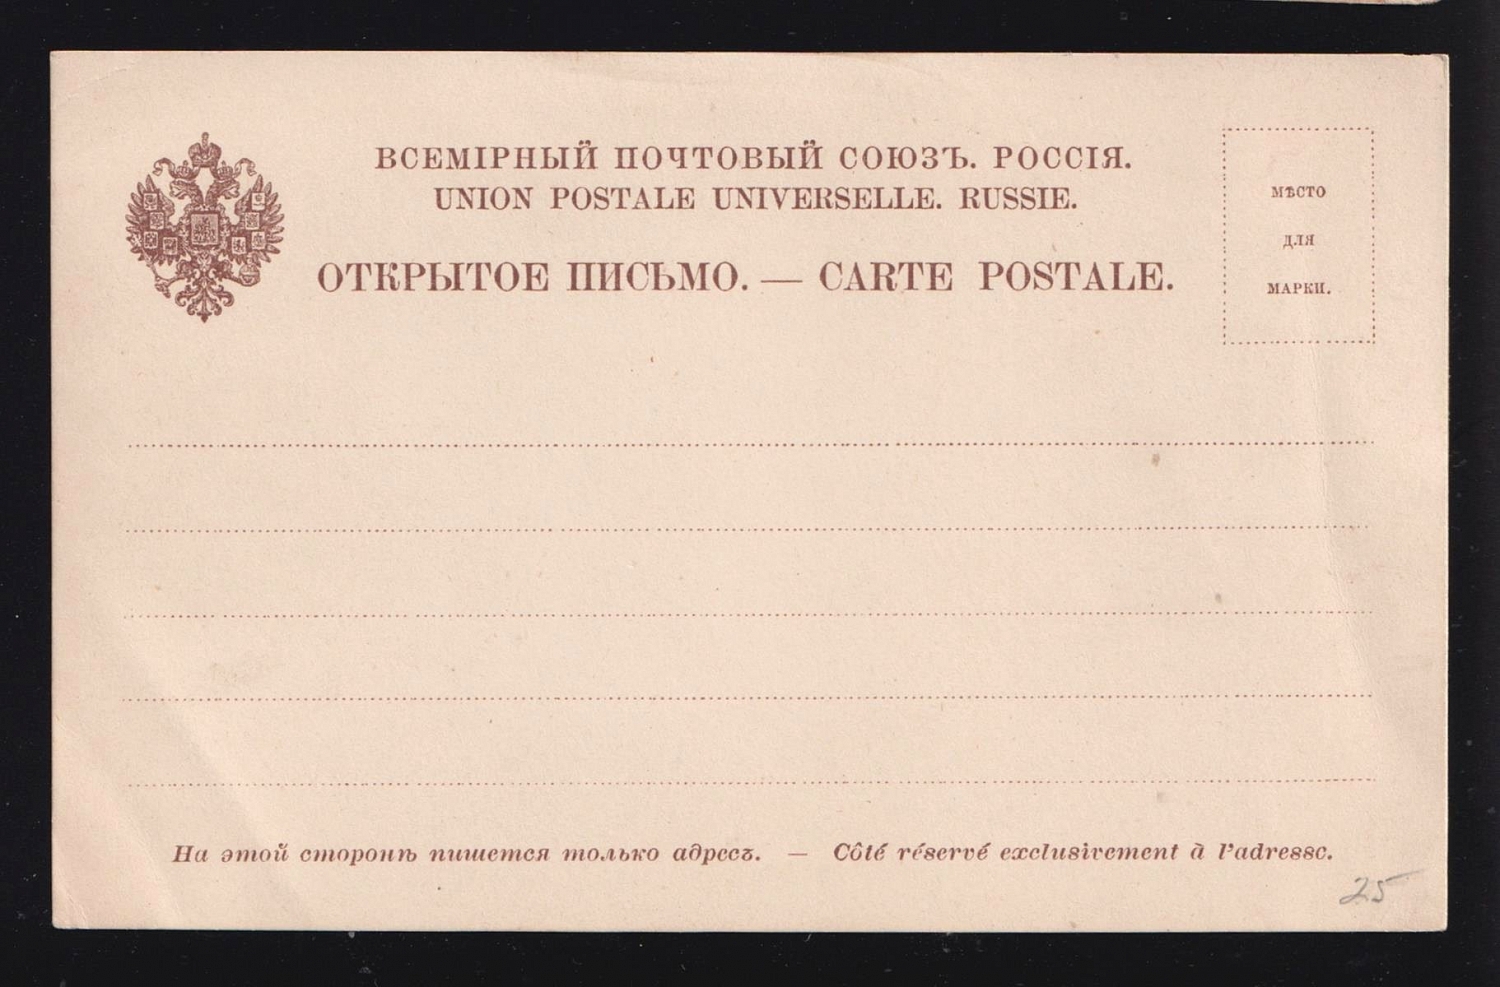 ВСЕМІРНЫЙ ПОЧТОВЫЙ СОЮЗЪ. РОССІЯ.
UNION POSTALE UNIVERSELLE. RUSSIE.
ОТКРЫТОЕ ПИСЬМО. — CARTE POSTALE.
МѢСТО
ДЛЯ
МАРКИ.
На этой сторонѣ пишется только адресъ. — Côté réservé exclusivement à l'adresse.
25